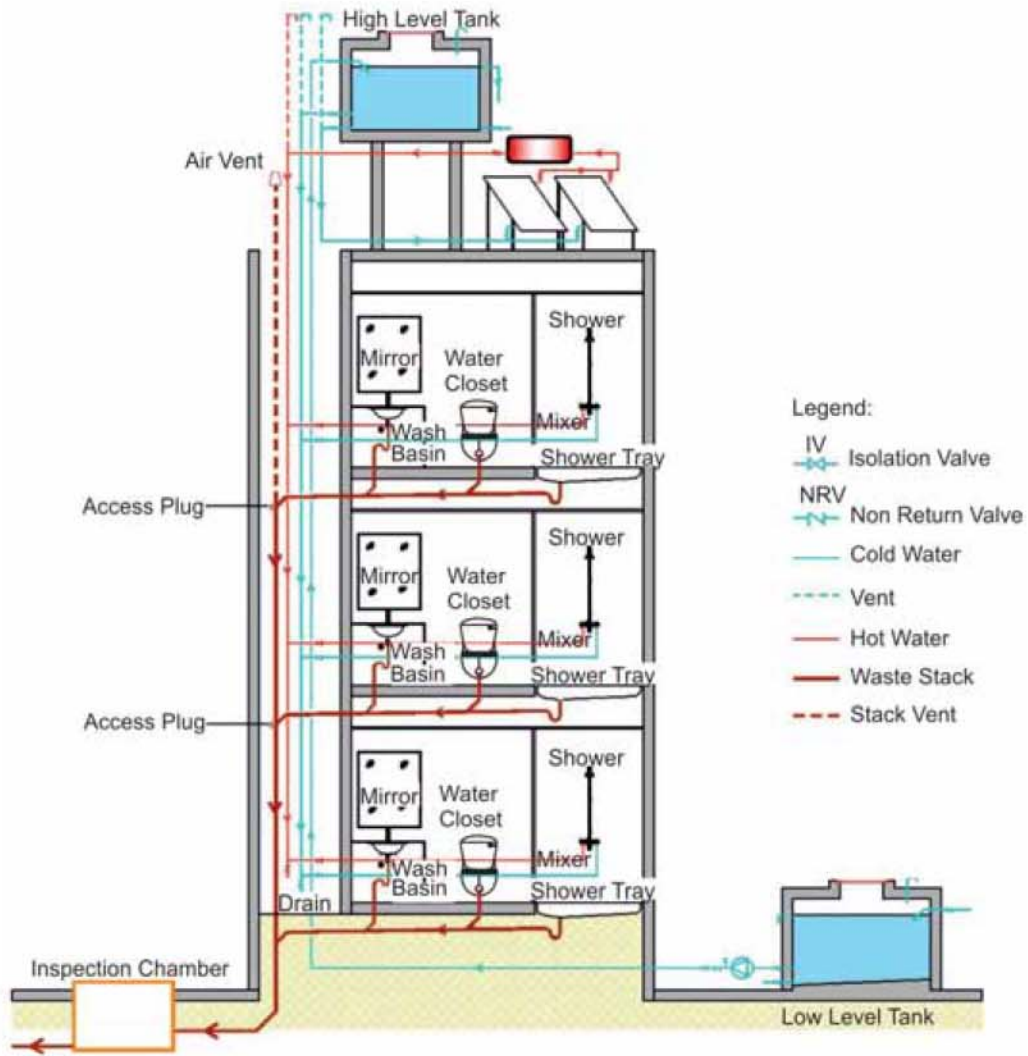 High Level Tank
Air Vent
Shower
Mirror
Water
Closet
Mixer
Wash
Basin
Shower Tray
Access Plug
Shower
Mirror
Water
Closet
Mixer
Wash
Basin
Shower Tray
Access Plug
Shower
Mirror
Water
Closet
Mixer
Wash
Basin
Shower Tray
Drain
Inspection Chamber
Low Level Tank
Legend:
IV
Isolation Valve
NRV
Non Return Valve
Cold Water
Vent
Hot Water
Waste Stack
Stack Vent